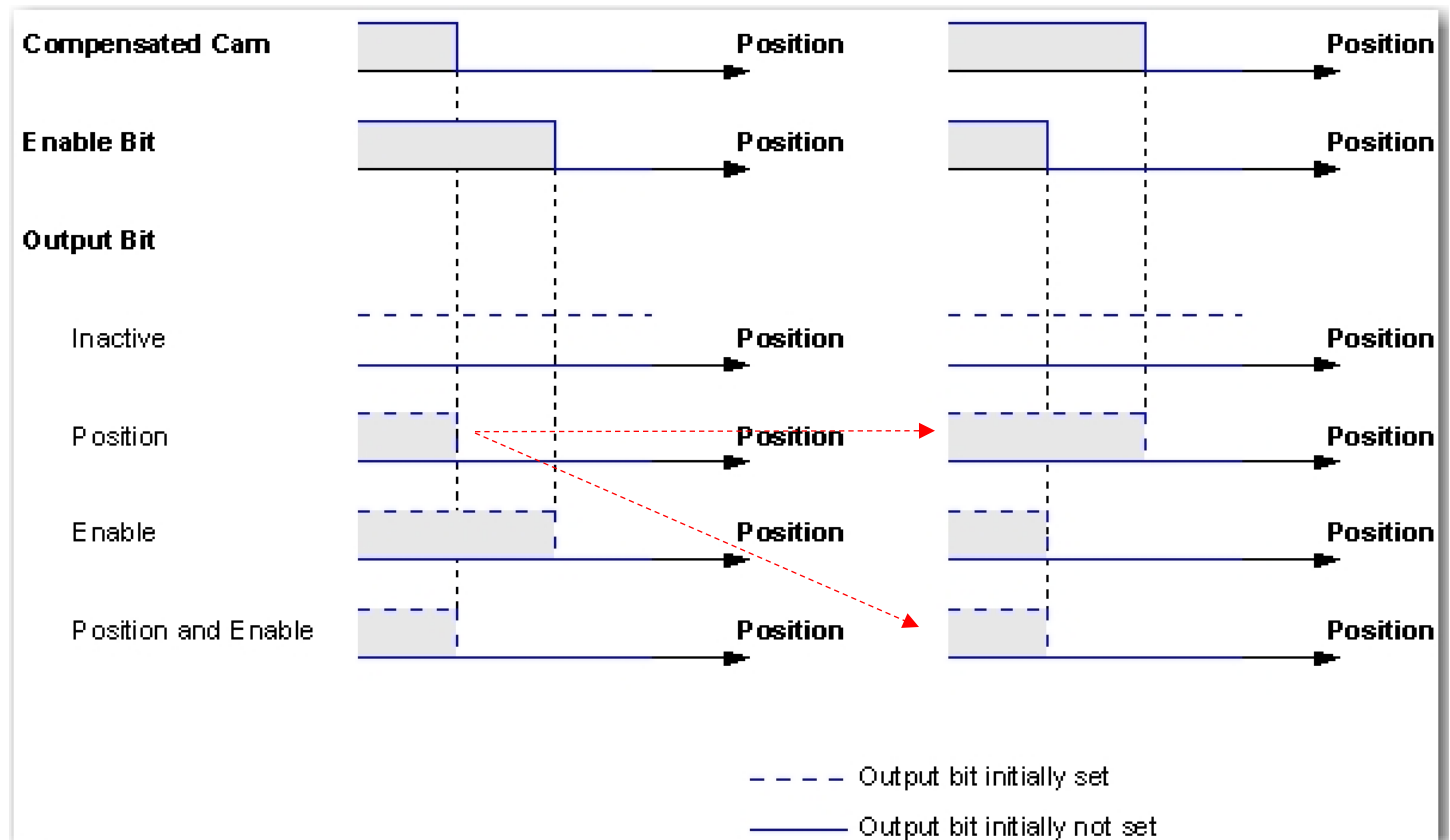 Compensated Cam Position Position
Enable Bit Position Position
Output Bit
Inactive Position Position
Position Position Position
Enable Position Position
Position and Enable Position Position
Output bit initially set
Output bit initially not set